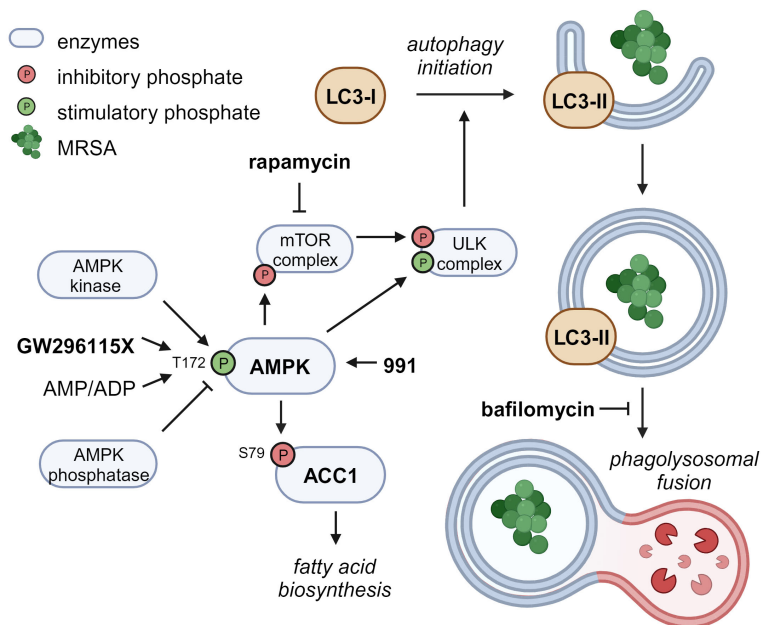 enzymes
P
inhibitory phosphate
P
stimulatory phosphate
MRSA
autophagy
initiation
LC3-I
LC3-II
rapamycin
mTOR
complex
P
P
P
ULK
complex
AMPK
kinase
GW296115X
T172
P
AMPK
991
AMP/ADP
AMPK
phosphatase
S79
P
ACC1
fatty acid
biosynthesis
LC3-II
bafilomycin
phagolysosomal
fusion